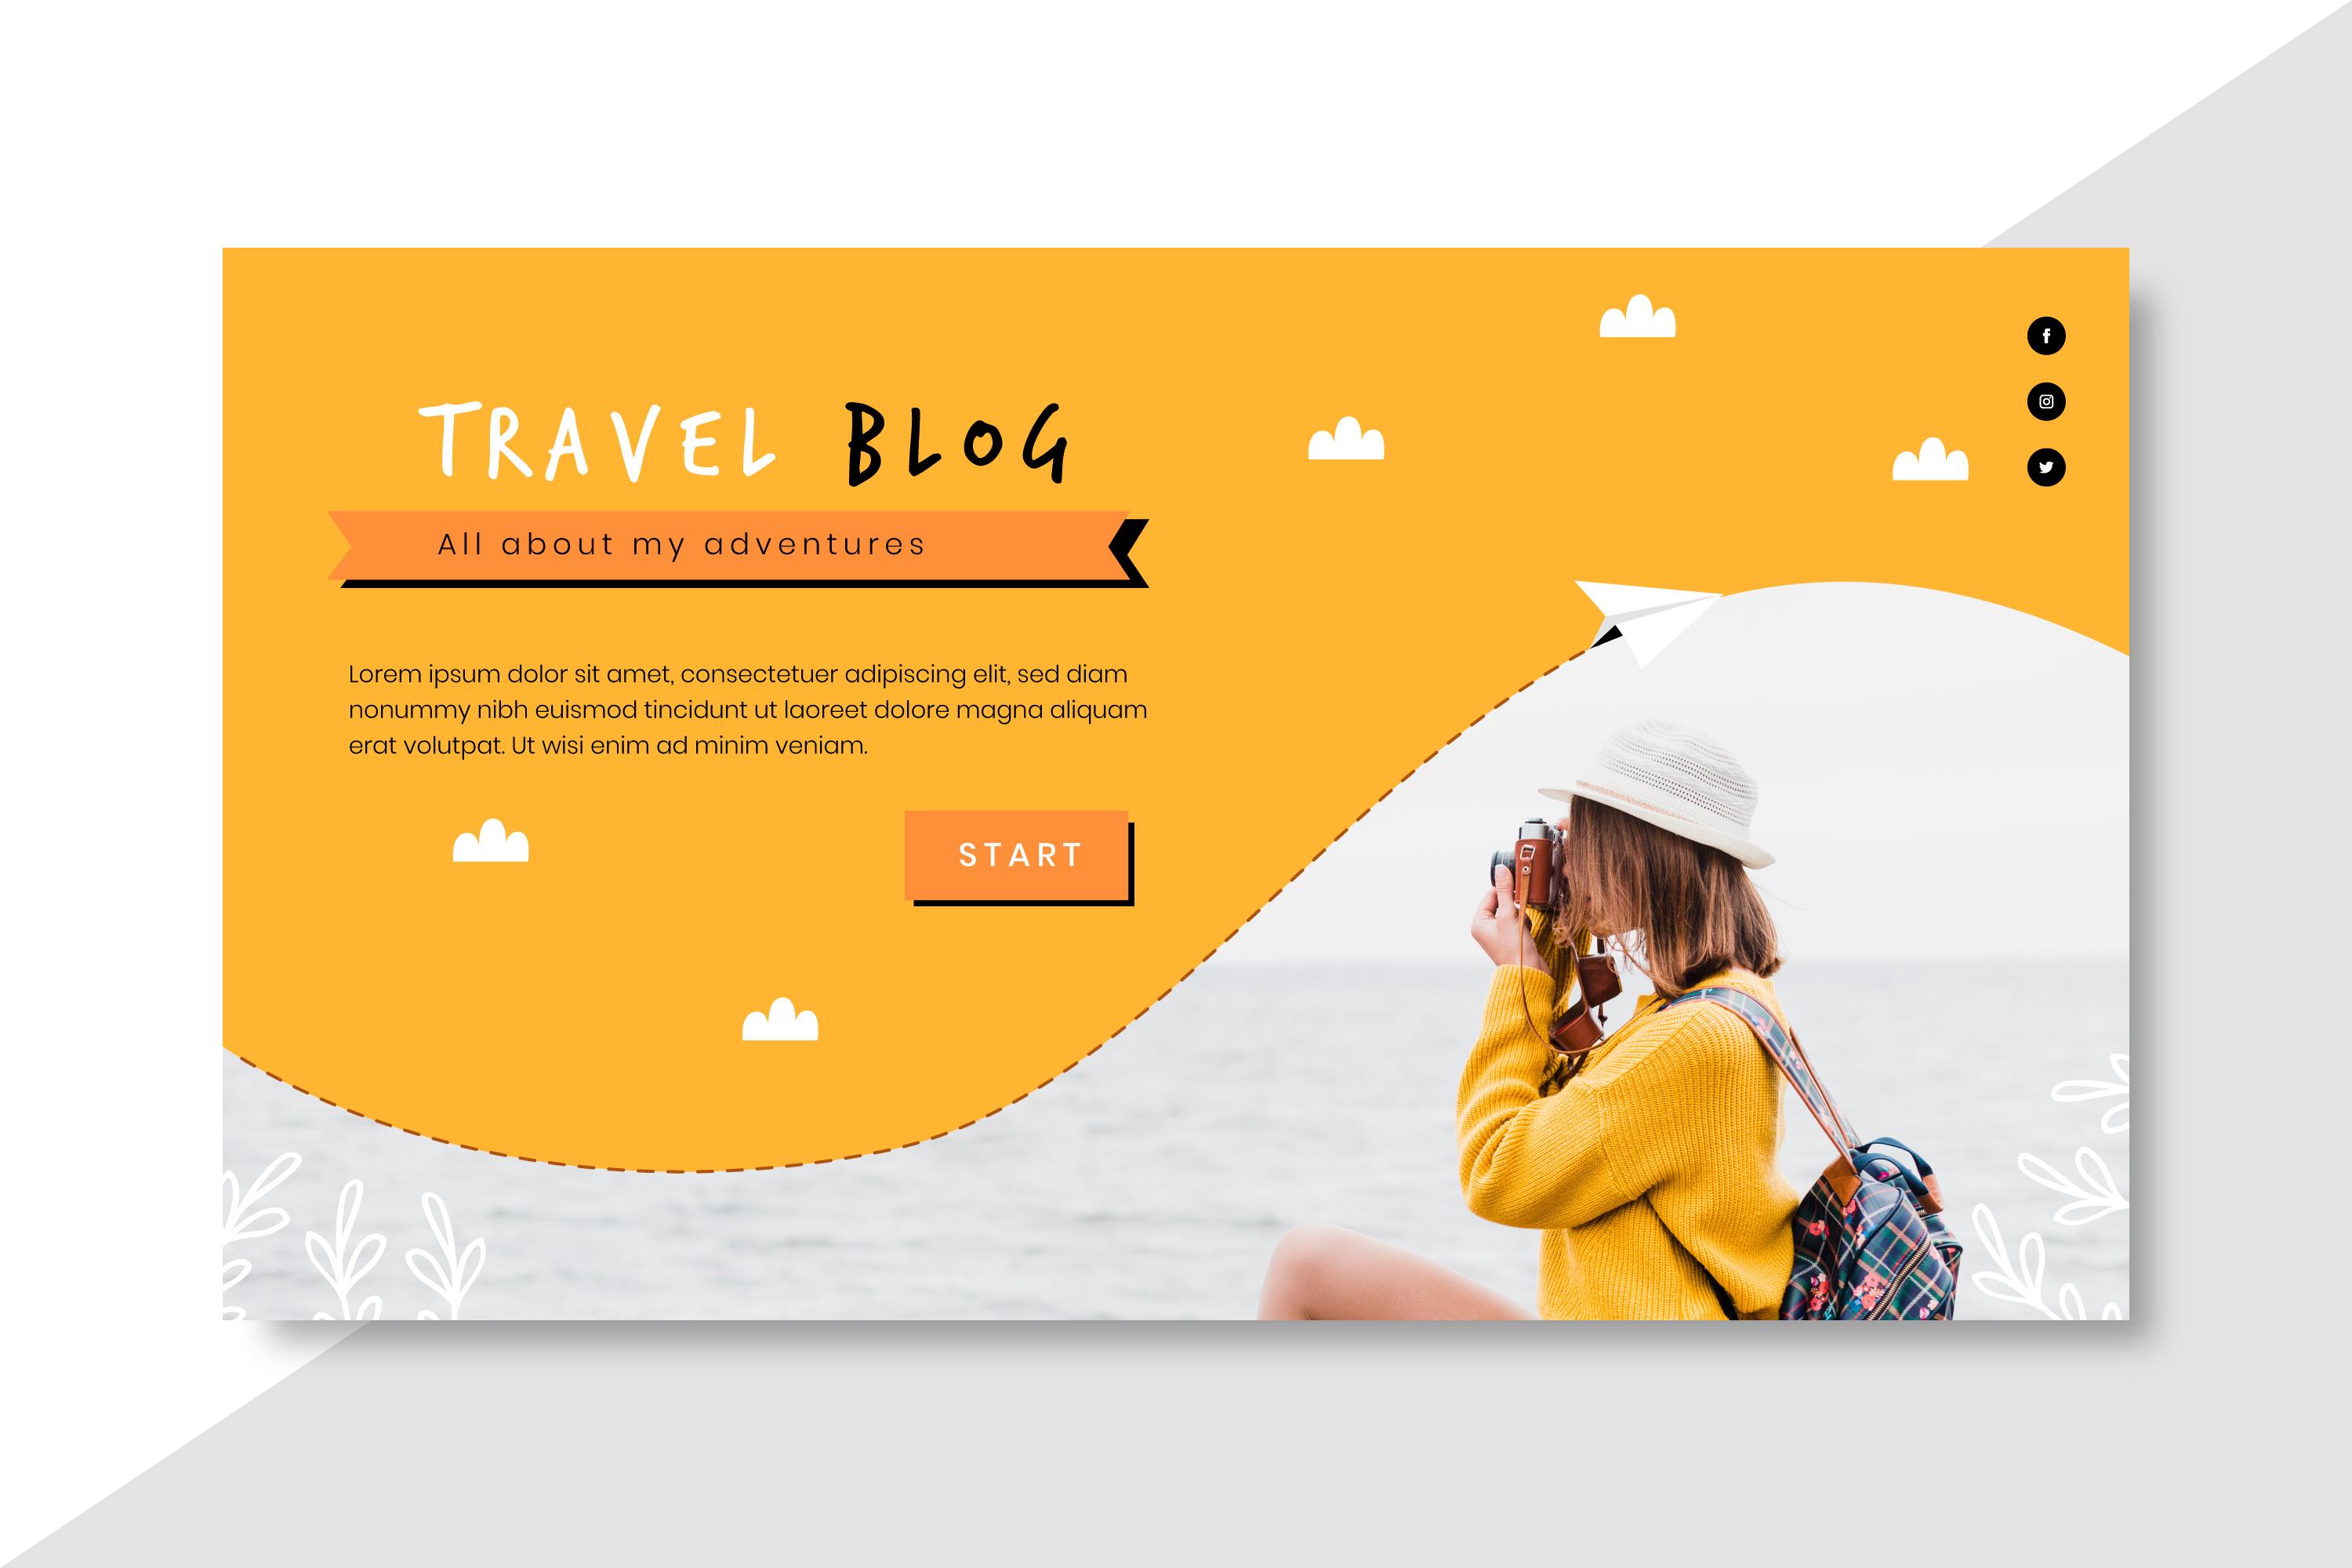 TRAVEL BLOG
All about my adventures
Lorem ipsum dolor sit amet, consectetuer adipiscing elit, sed diam
nonummy nibh euismod tincidunt ut laoreet dolore magna aliquam
erat volutpat. Ut wisi enim ad minim veniam.
START